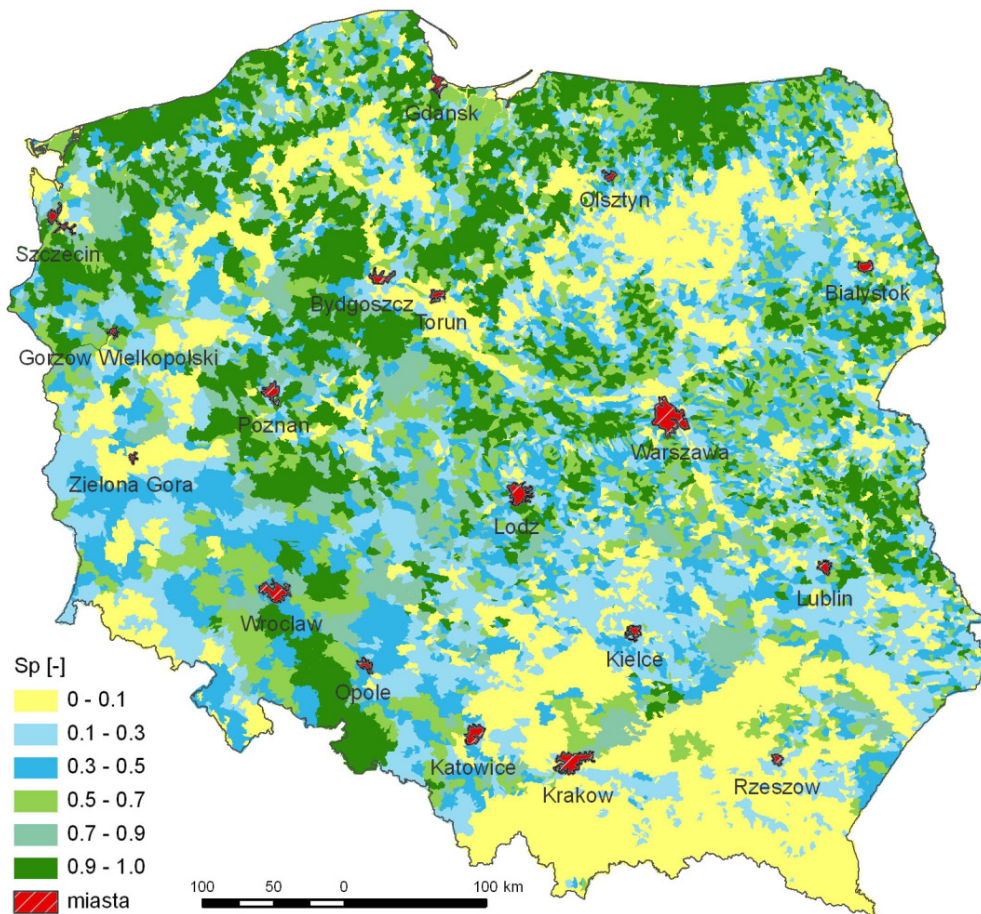 Gdansk
Olsztyn
Szczecin
Bydgoszcz
Torun
Bialystok
Gorzow Wielkopolski
Poznan
Warszawa
Zielona Gora
Lodz
Lublin
Wroclaw
Kielce
Opole
Katowice
Krakow
Rzeszow
Sp [-]
0 - 0.1
0.1 - 0.3
0.3 - 0.5
0.5 - 0.7
0.7 - 0.9
0.9 - 1.0
miasta
100 50 0 100 km